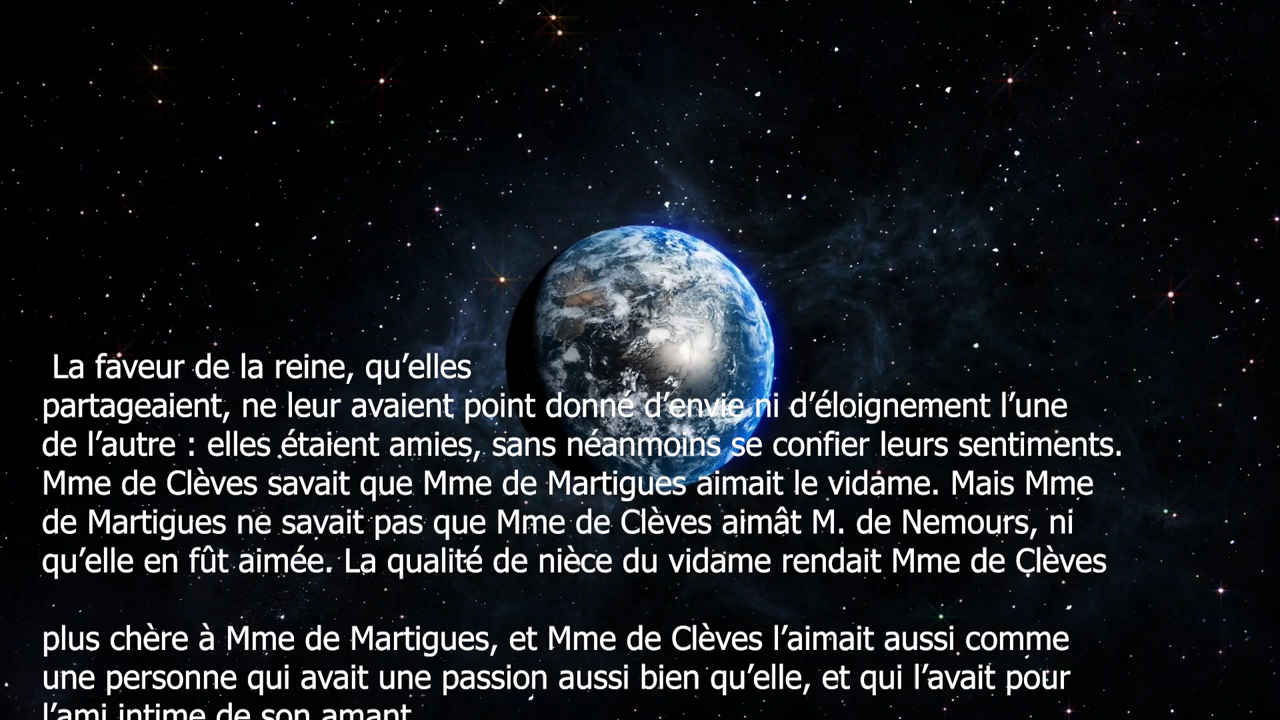 La faveur de la reine, qu’elles
partageaient, ne leur avaient point donné d’envie ni d’éloignement l’une
de l’autre : elles étaient amies, sans néanmoins se confier leurs sentiments.
Mme de Clèves savait que Mme de Martigues aimait le vidame. Mais Mme
de Martigues ne savait pas que Mme de Clèves aimât M. de Nemours, ni
qu’elle en fût aimée. La qualité de nièce du vidame rendait Mme de Clèves
plus chère à Mme de Martigues, et Mme de Clèves l’aimait aussi comme
une personne qui avait une passion aussi bien qu’elle, et qui l’avait pour
l’ami intime de son amant